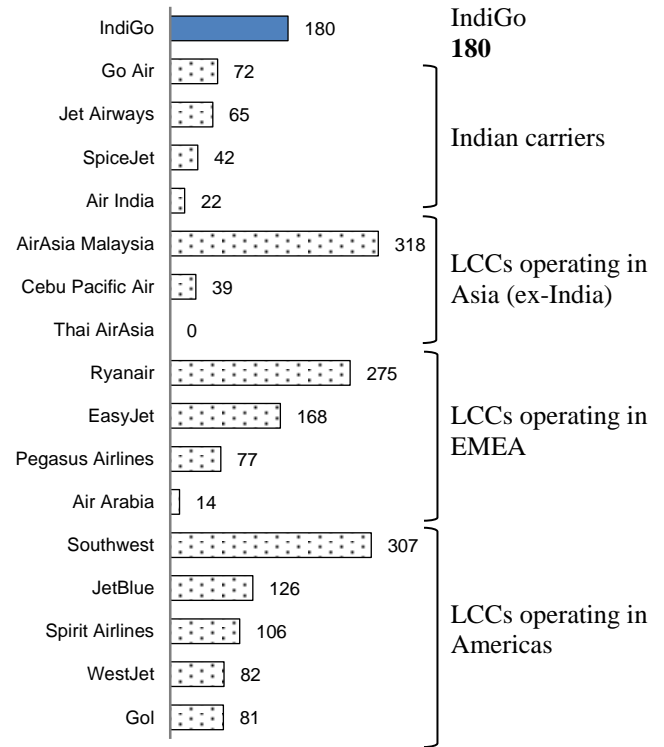 IndiGo 180
IndiGo
180
Go Air 72
Jet Airways 65
SpiceJet 42
Air India 22
Indian carriers
AirAsia Malaysia 318
Cebu Pacific Air 39
Thai AirAsia 0
LCCs operating in
Asia (ex-India)
Ryanair 275
EasyJet 168
Pegasus Airlines 77
Air Arabia 14
LCCs operating in
EMEA
Southwest 307
JetBlue 126
Spirit Airlines 106
WestJet 82
Gol 81
LCCs operating in
Americas